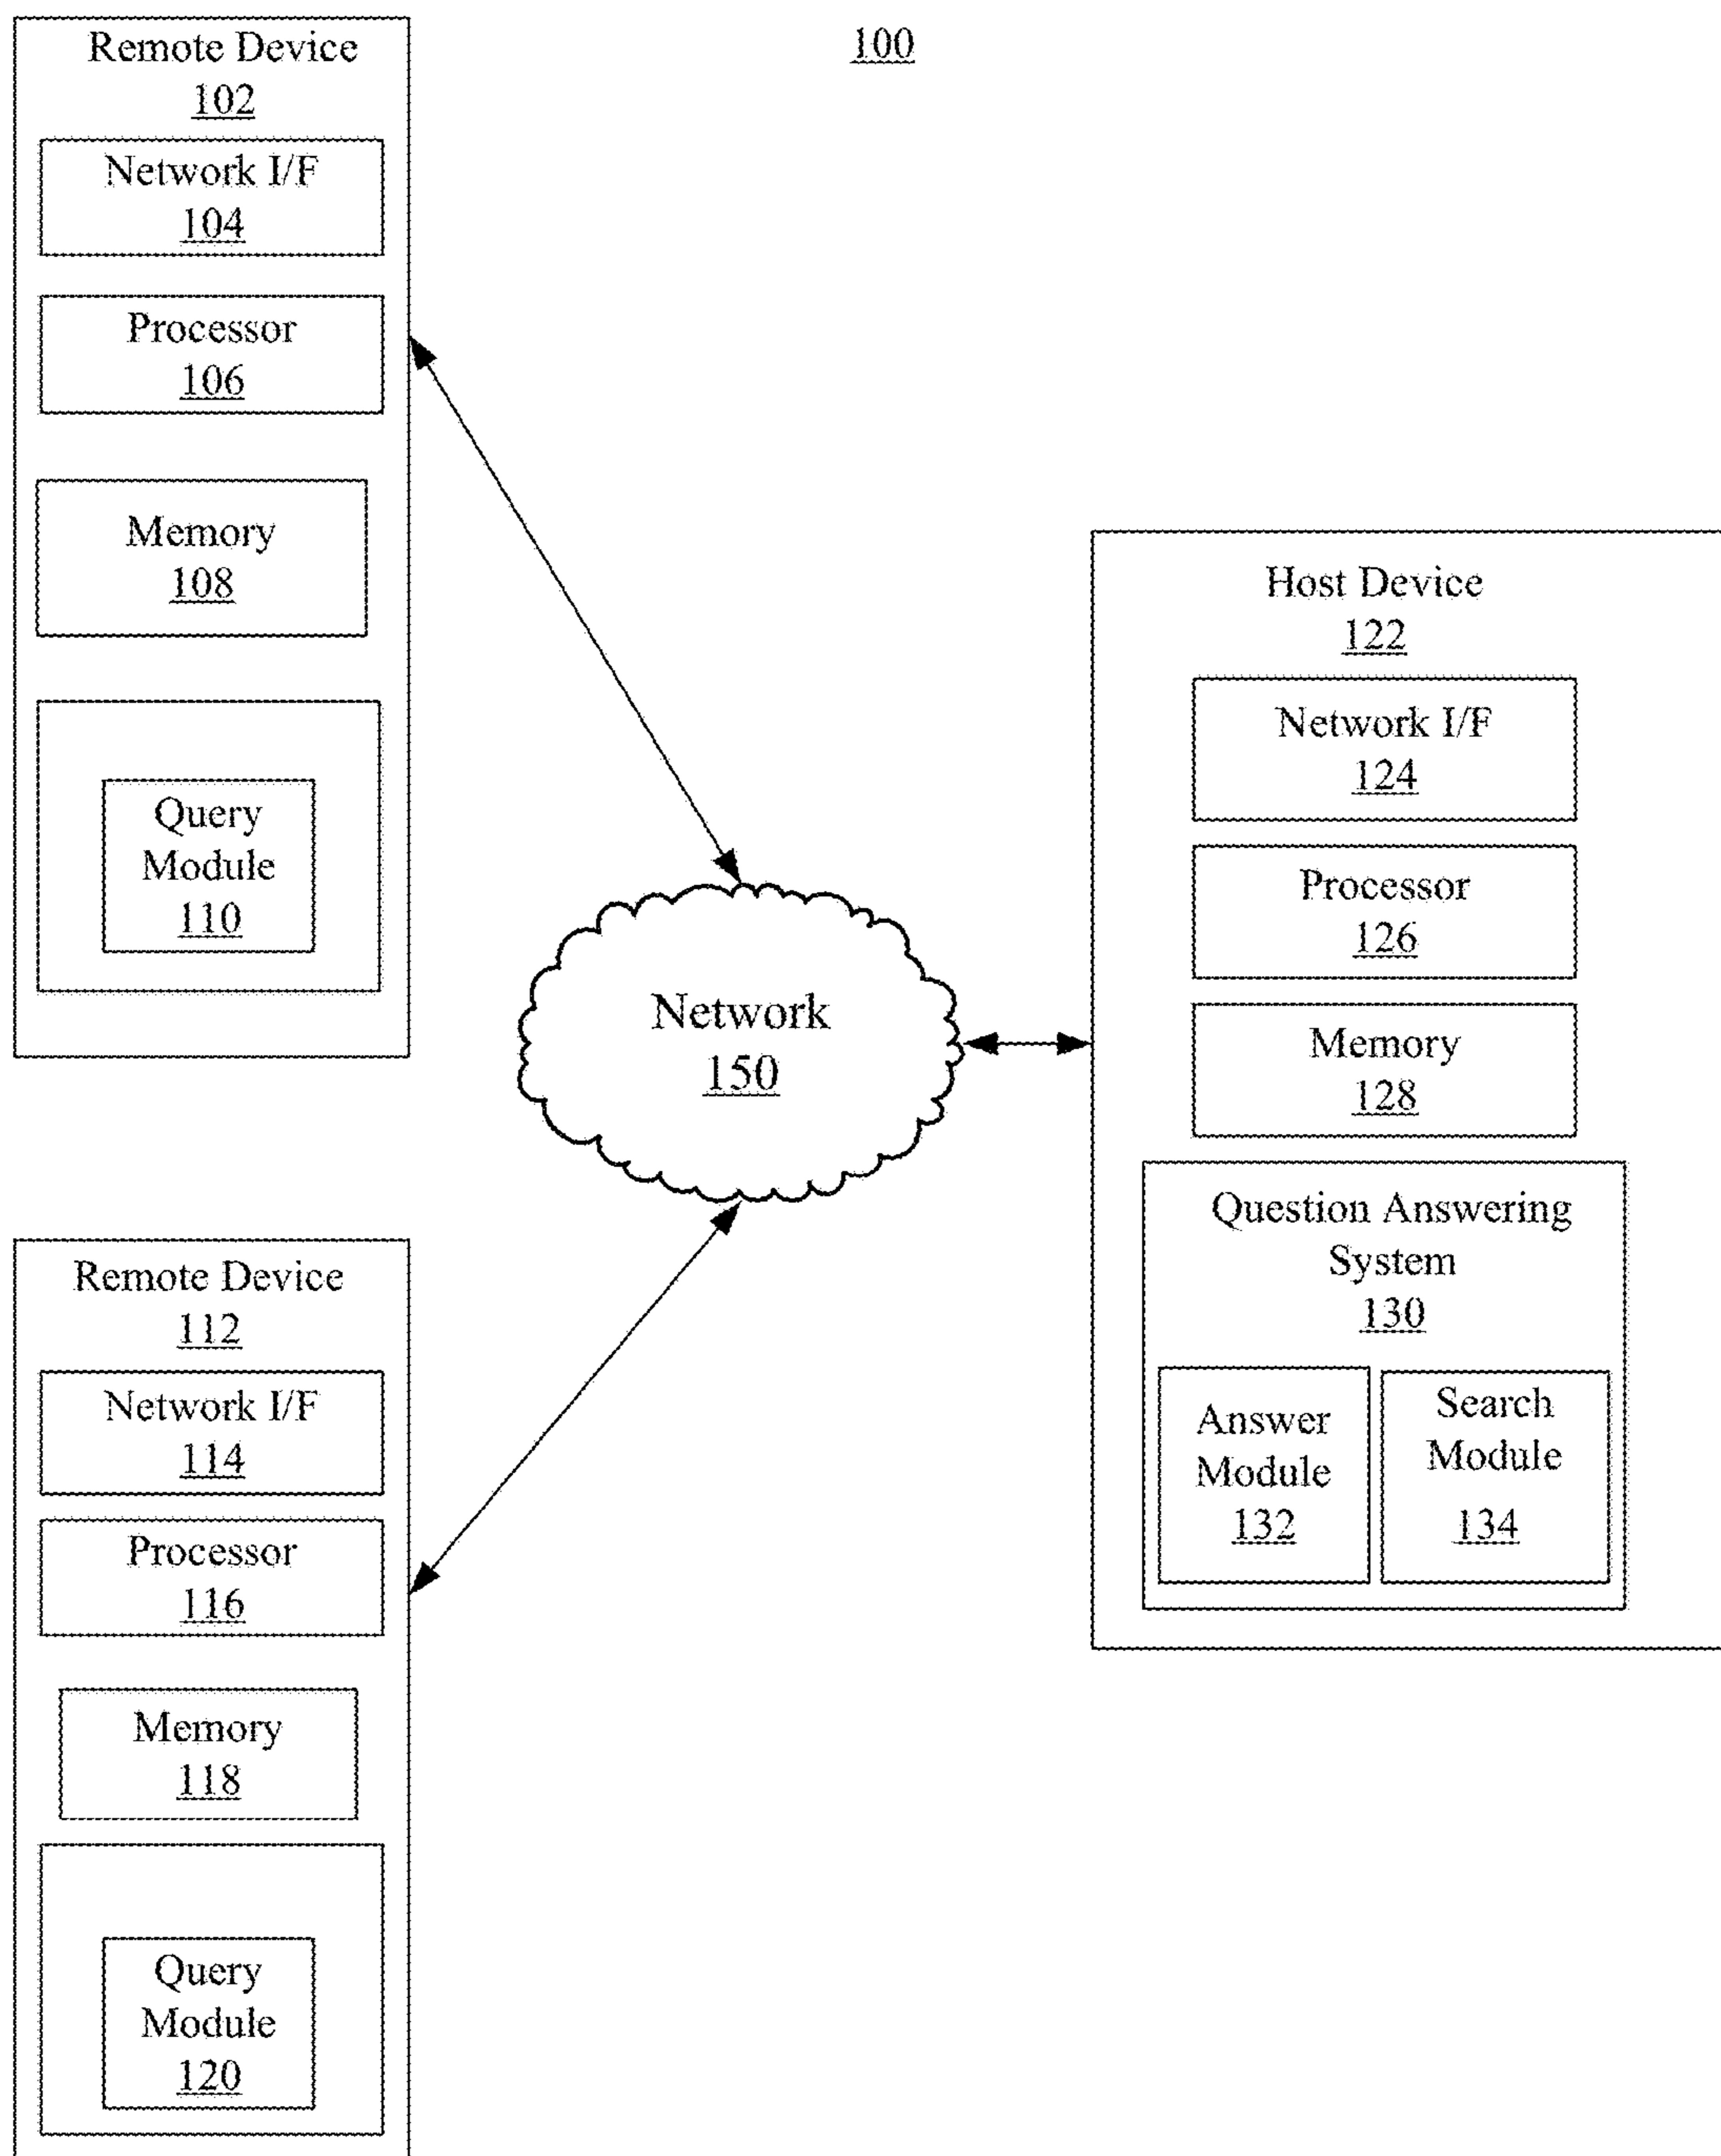 100
Remote Device
102
Network I/F
104
Processor
106
Memory
108
Query
Module
110
Network
150
Remote Device
112
Network I/F
114
Processor
116
Memory
118
Query
Module
120
Host Device
122
Network I/F
124
Processor
126
Memory
128
Question Answering
System
130
Answer
Module
132
Search
Module
134